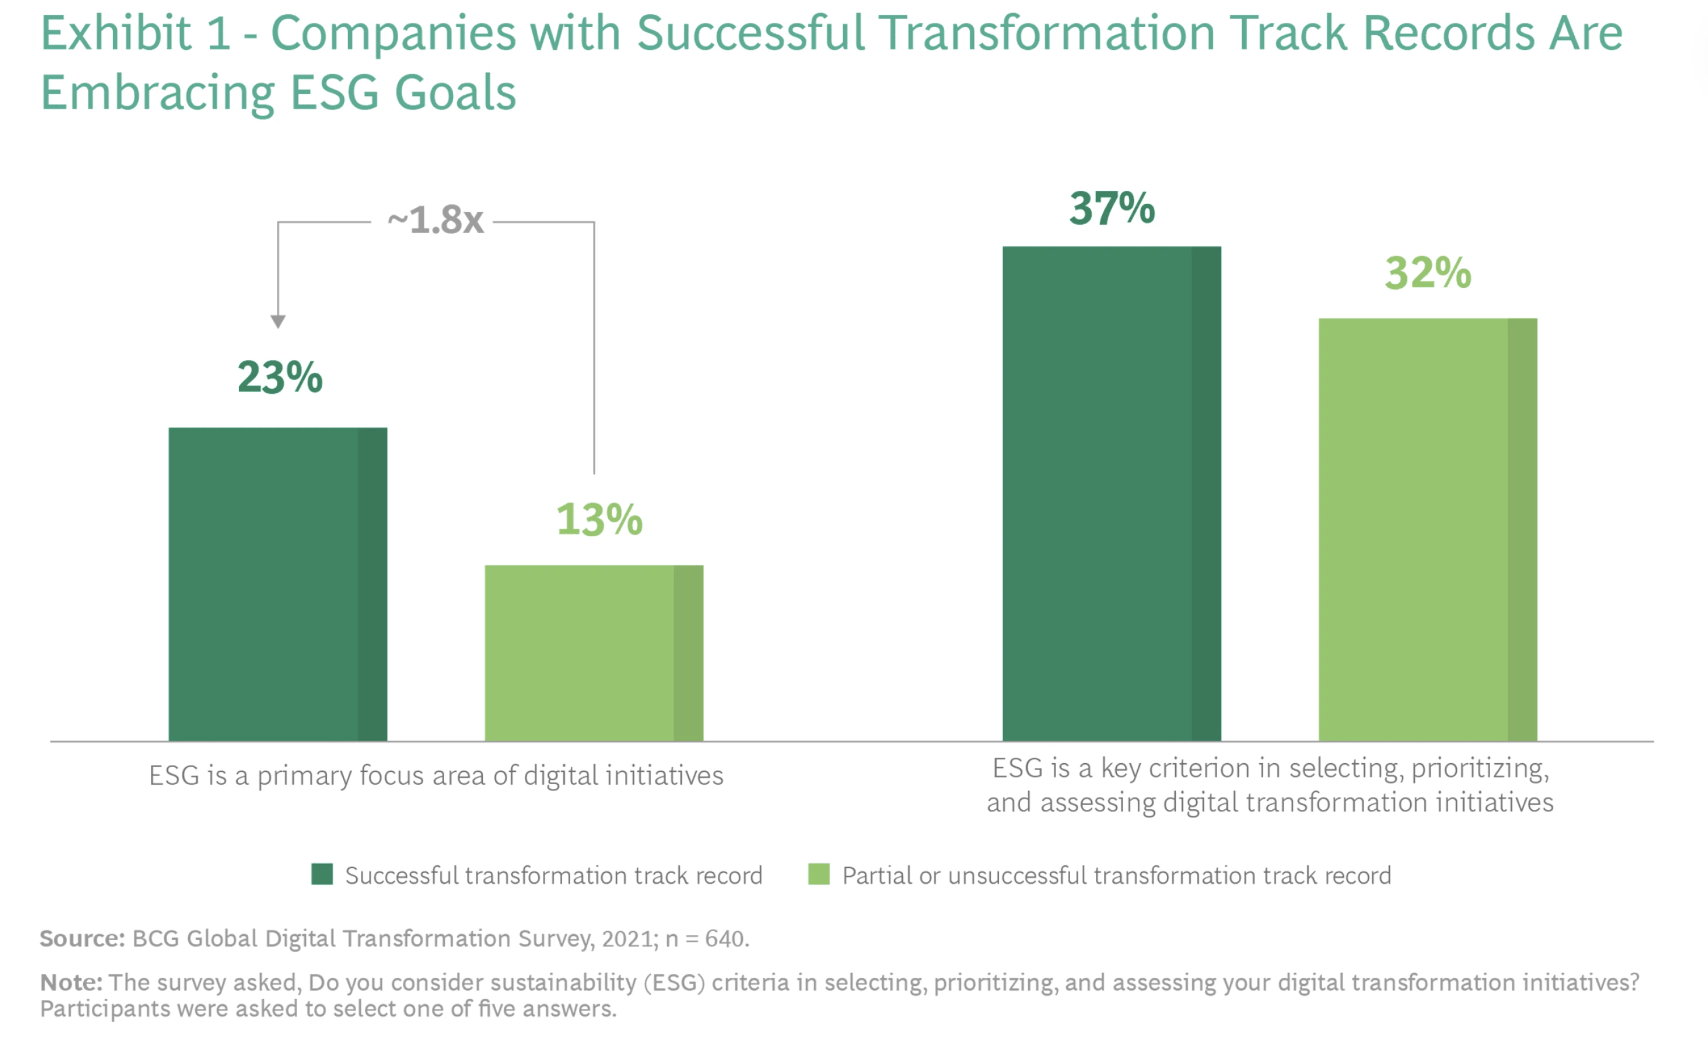 Exhibit 1 - Companies with Successful Transformation Track Records Are
Embracing ESG Goals
~1.8x
23%
13%
37%
32%
ESG is a primary focus area of digital initiatives
ESG is a key criterion in selecting, prioritizing,
and assessing digital transformation initiatives
Successful transformation track record
Partial or unsuccessful transformation track record
Source: BCG Global Digital Transformation Survey, 2021; n = 640.
Note: The survey asked, Do you consider sustainability (ESG) criteria in selecting, prioritizing, and assessing your digital transformation initiatives?
Participants were asked to select one of five answers.